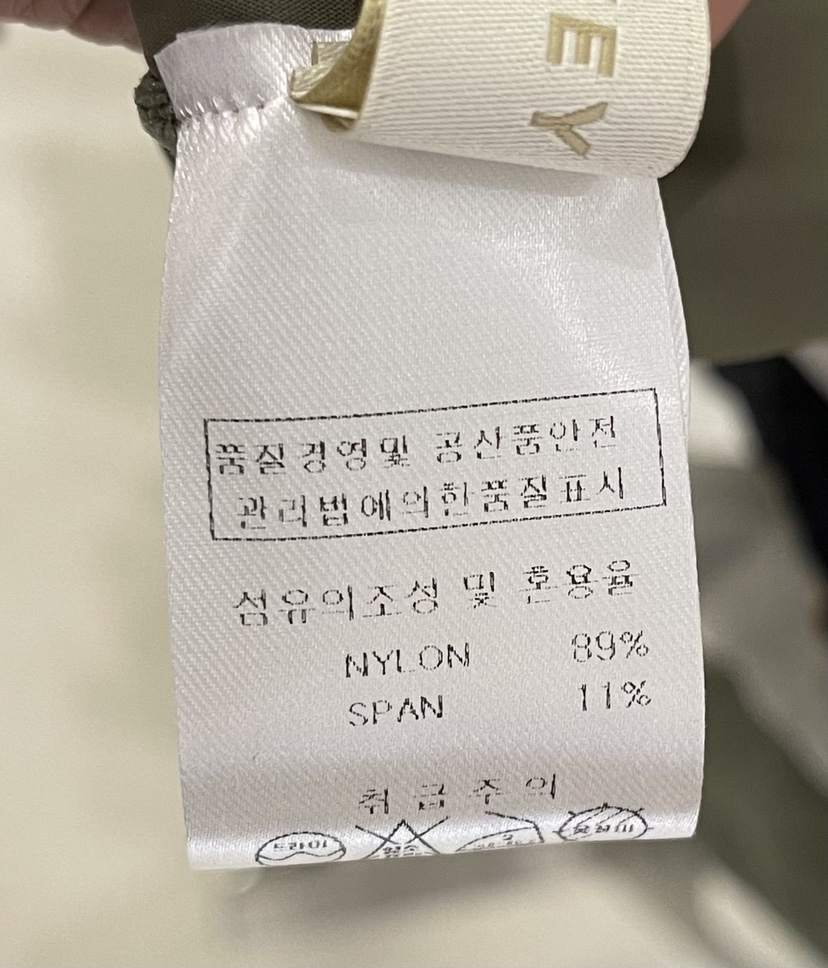 EY
품질경영및 공산품안전
관리법에의한품질표시
섬유의조성 및 혼용율
NYLON 89%
SPAN 11%
취급주의
드라이